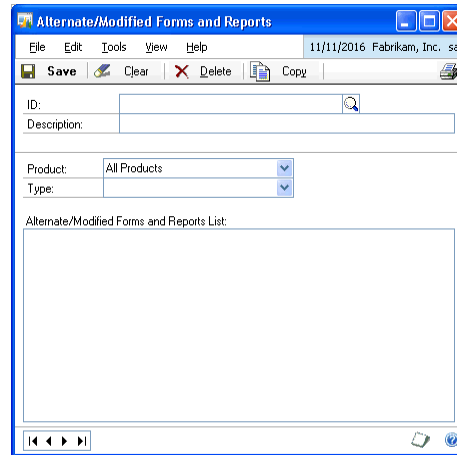 Alternate/Modified Forms and Reports
File Edit Tools View Help 11/11/2016 Fabrikam, Inc. sa
Save Clear Delete Copy
ID:
Description:
Product: All Products
Type:
Alternate/Modified Forms and Reports List: